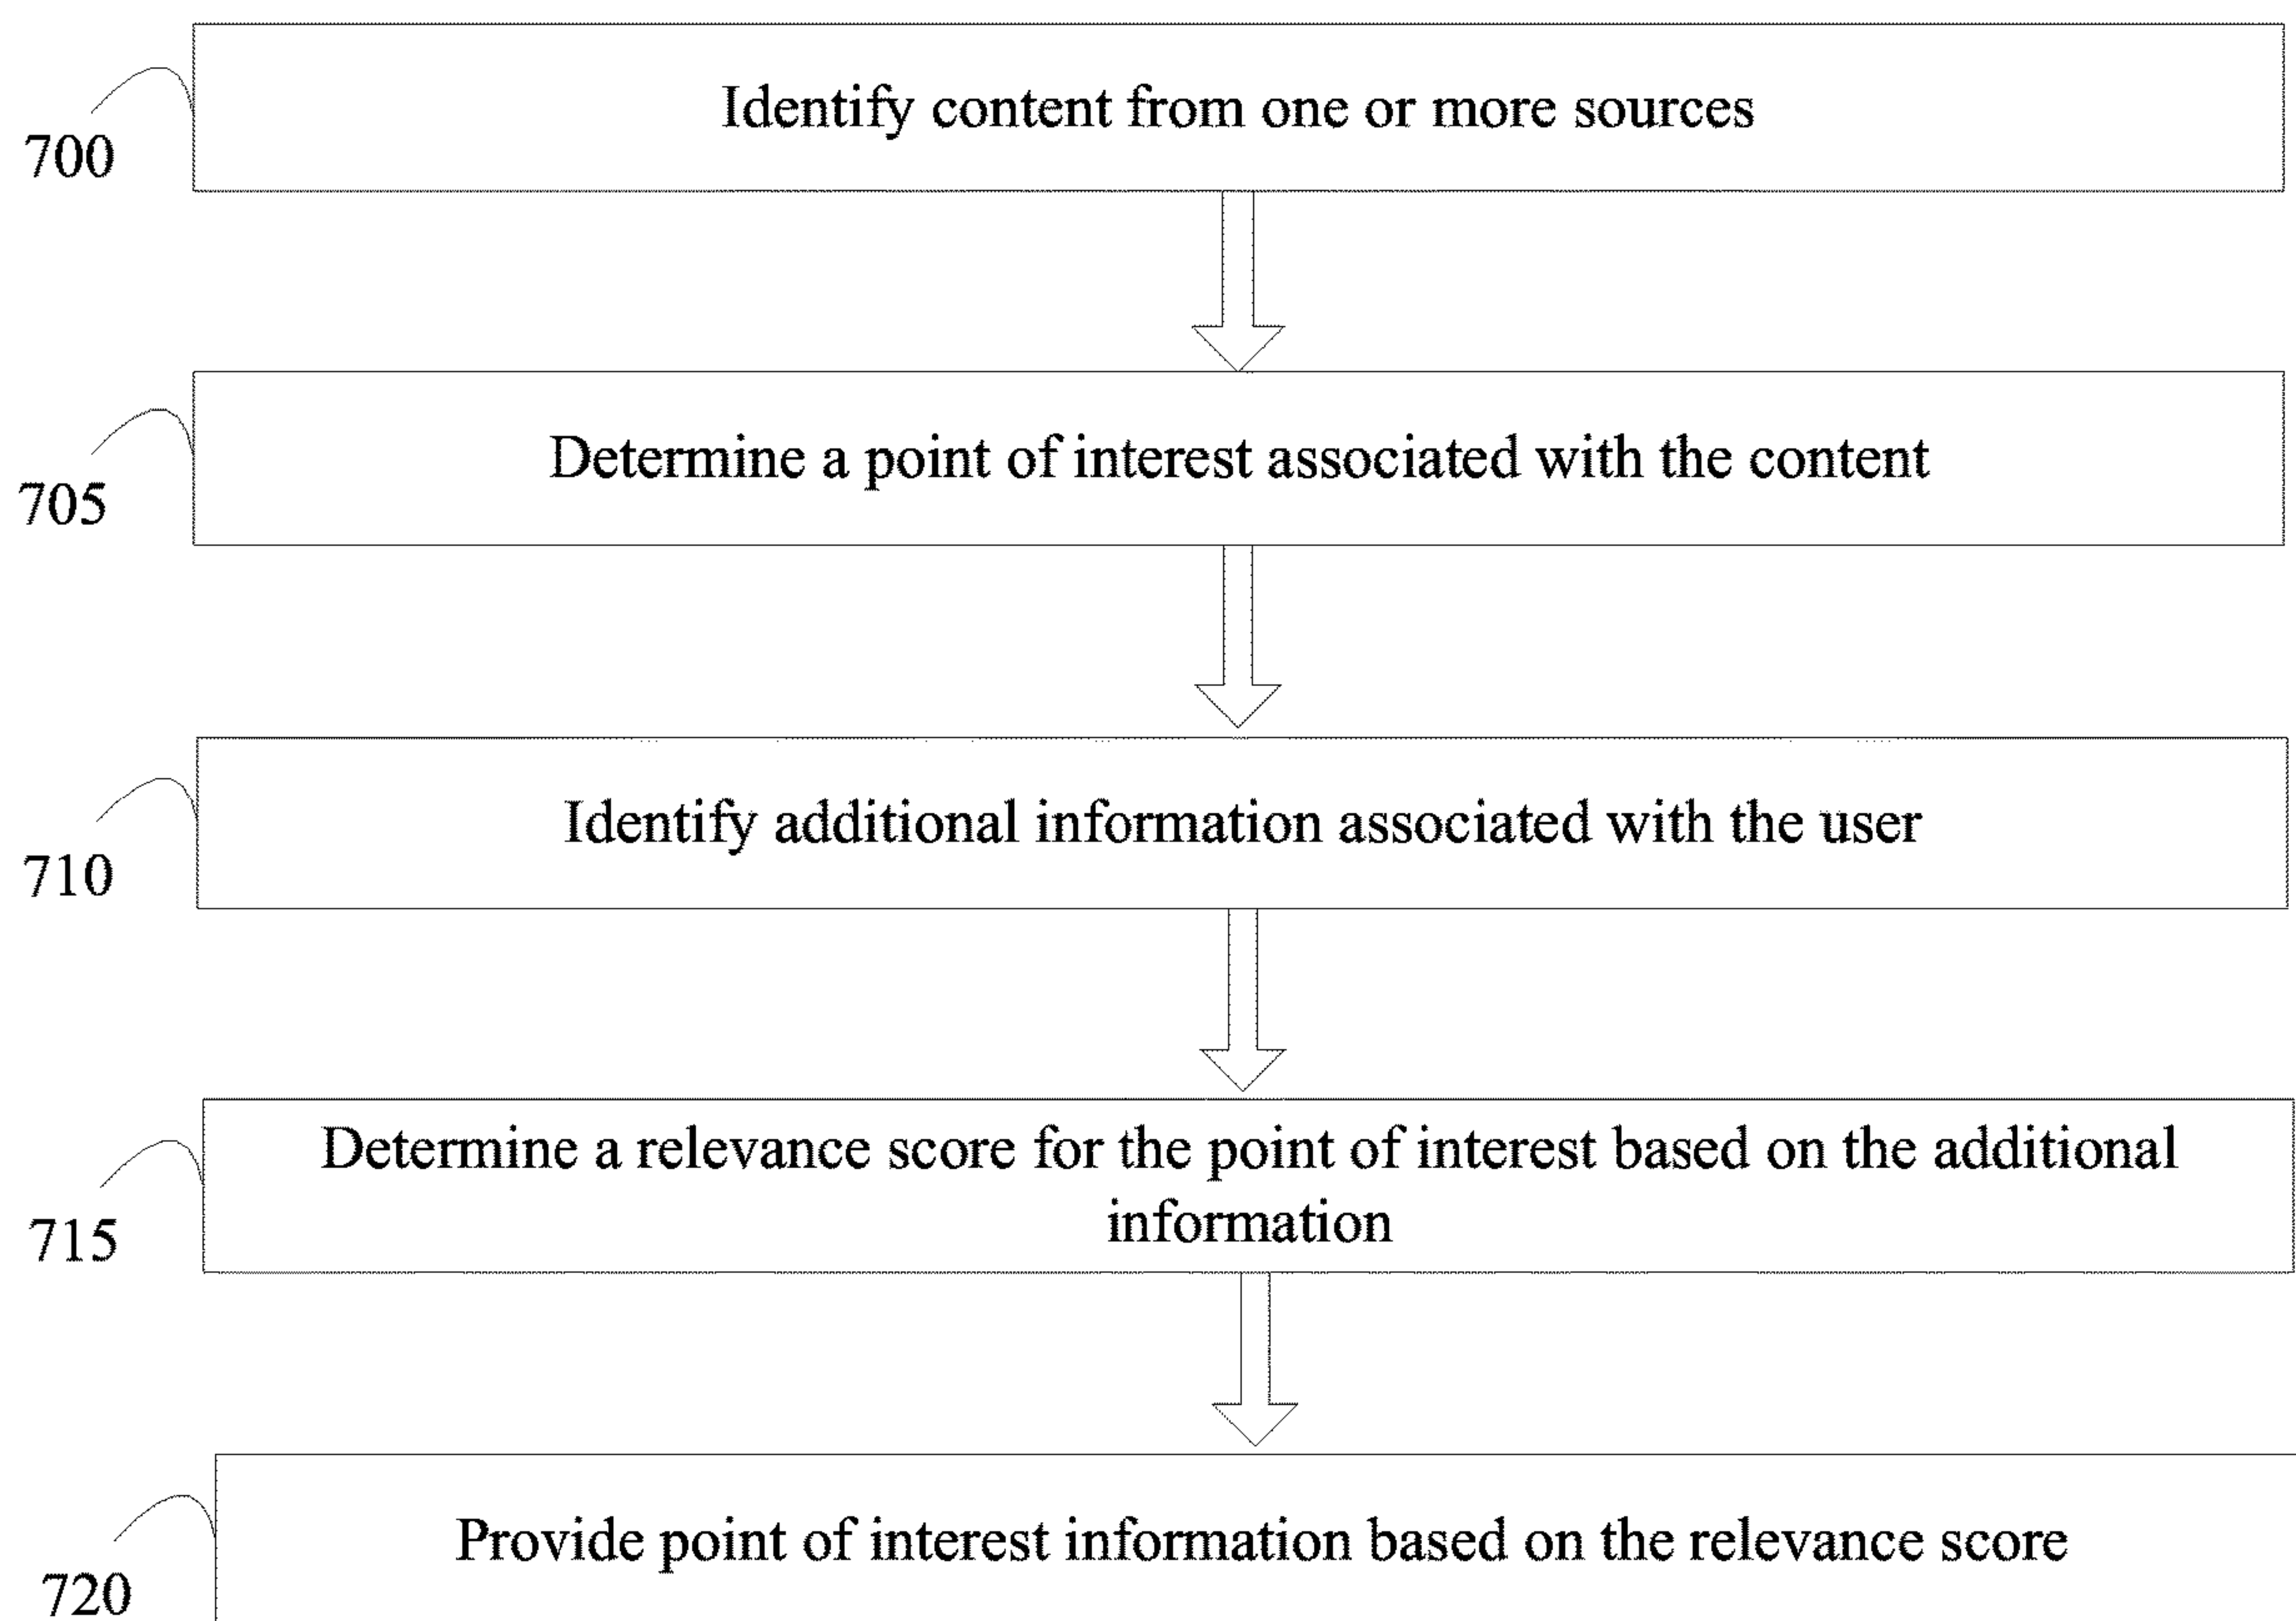 Identify content from one or more sources
700
Determine a point of interest associated with the content
705
Identify additional information associated with the user
710
Determine a relevance score for the point of interest based on the additional
information
715
Provide point of interest information based on the relevance score
720